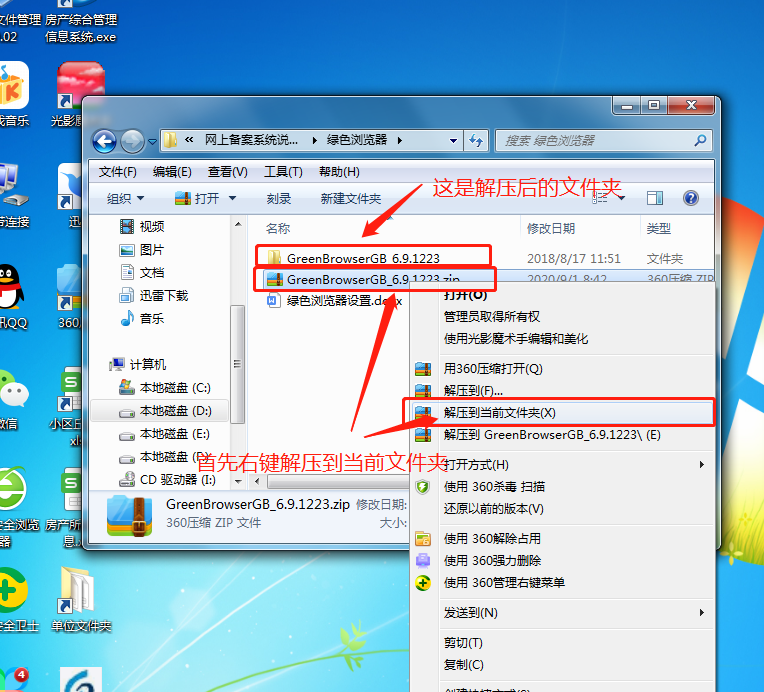 文件管理
.02
房产综合管理
信息系统.exe
我音乐
光影
« 网上备案系统说... ▸ 绿色浏览器 ▸
搜索 绿色浏览器
文件(F) 编辑(E) 查看(V) 工具(T) 帮助(H)
组织 打开 刻录 新建文件夹
这是解压后的文件夹
名称 修改日期 类型
视频
图片
文档
迅雷下载
音乐
计算机
本地磁盘 (C:)
本地磁盘 (D:)
本地磁盘 (E:)
本地磁盘 (F:)
CD 驱动器 (I:)
GreenBrowserGB_6.9.1223 2018/8/17 11:51 文件夹
GreenBrowserGB_6.9.1223.zip 2020/9/1 8:42 360压缩 ZIP
绿色浏览器设置.docx
打开(O)
管理员取得所有权
使用光影魔术手编辑和美化
用360压缩打开(Q)
解压到(F)...
解压到当前文件夹(X)
解压到 GreenBrowserGB_6.9.1223\ (E)
首先右键解压到当前文件夹
打开方式(H)
使用 360杀毒 扫描
还原以前的版本(V)
使用 360解除占用
使用 360强力删除
使用 360管理右键菜单
发送到(N)
剪切(T)
复制(C)
GreenBrowserGB_6.9.1223.zip 修改日期:
360压缩 ZIP 文件 大小:
带连接
迅
讯QQ
360
微信
小区
xl
安全浏览
器
房产所
息...
安全卫士
单位文件夹
4